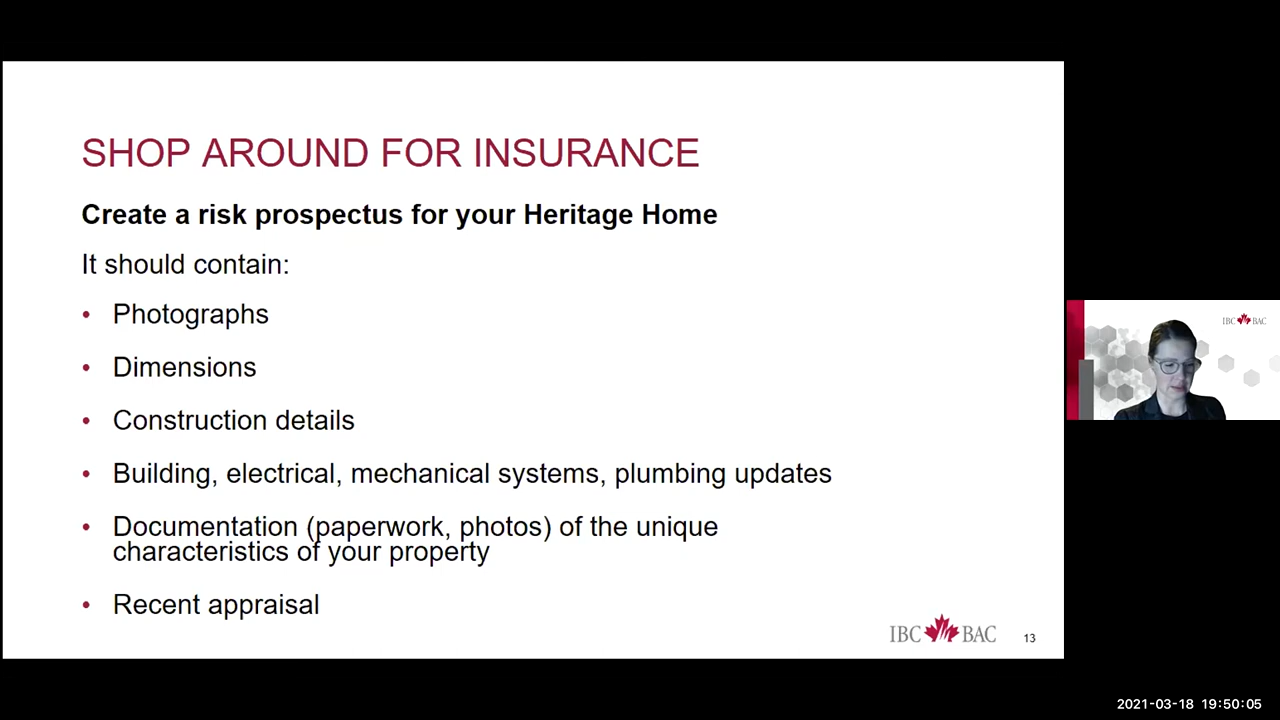 SHOP AROUND FOR INSURANCE
Create a risk prospectus for your Heritage Home
It should contain:
• Photographs
• Dimensions
• Construction details
• Building, electrical, mechanical systems, plumbing updates
• Documentation (paperwork, photos) of the unique
characteristics of your property
• Recent appraisal
IBC BAC
13
IBC BAC
2021-03-18 19:50:05